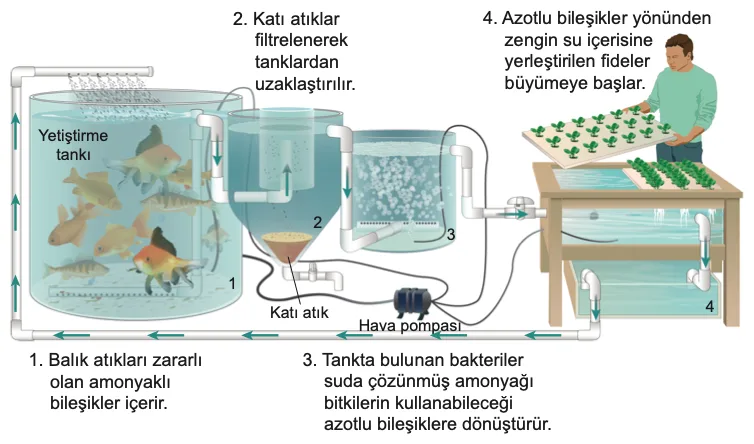 2. Katı atıklar
filtrelenerek
tanklardan
uzaklaştırılır.
4. Azotlu bileşikler yönünden
zengin su içerisine
yerleştirilen fideler
büyümeye başlar.
Yetiştirme
tankı
1
2
3
4
Katı atık
Hava pompası
1. Balık atıkları zararlı
olan amonyaklı
bileşikler içerir.
3. Tankta bulunan bakteriler
suda çözünmüş amonyağı
bitkilerin kullanabileceği
azotlu bileşiklere dönüştürür.